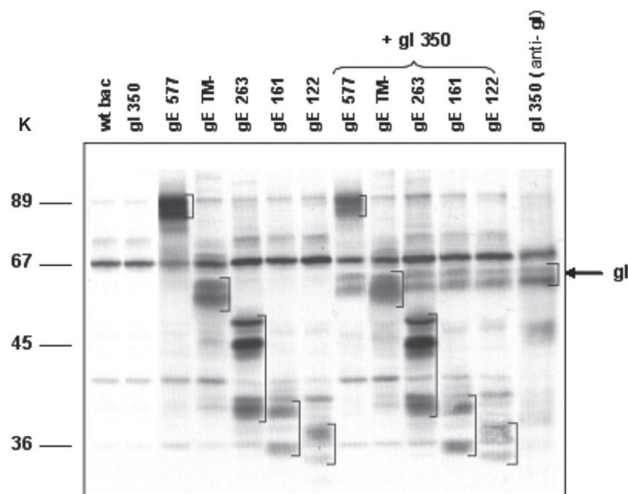 + gI 350
wt bac
gI 350
gE 577
gE TM-
gE 263
gE 161
gE 122
gE 577
gE TM-
gE 263
gE 161
gE 122
gI 350 (anti- gI)
K
89
67
gI
45
36